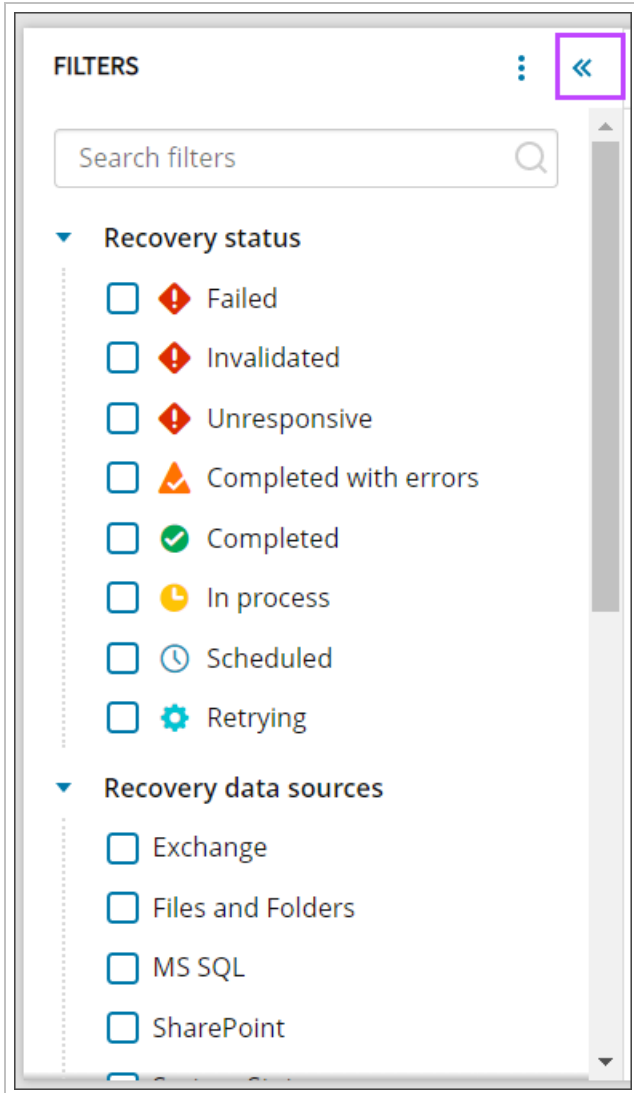 FILTERS
Search filters
Recovery status
Failed
Invalidated
Unresponsive
Completed with errors
Completed
In process
Scheduled
Retrying
Recovery data sources
Exchange
Files and Folders
MS SQL
SharePoint